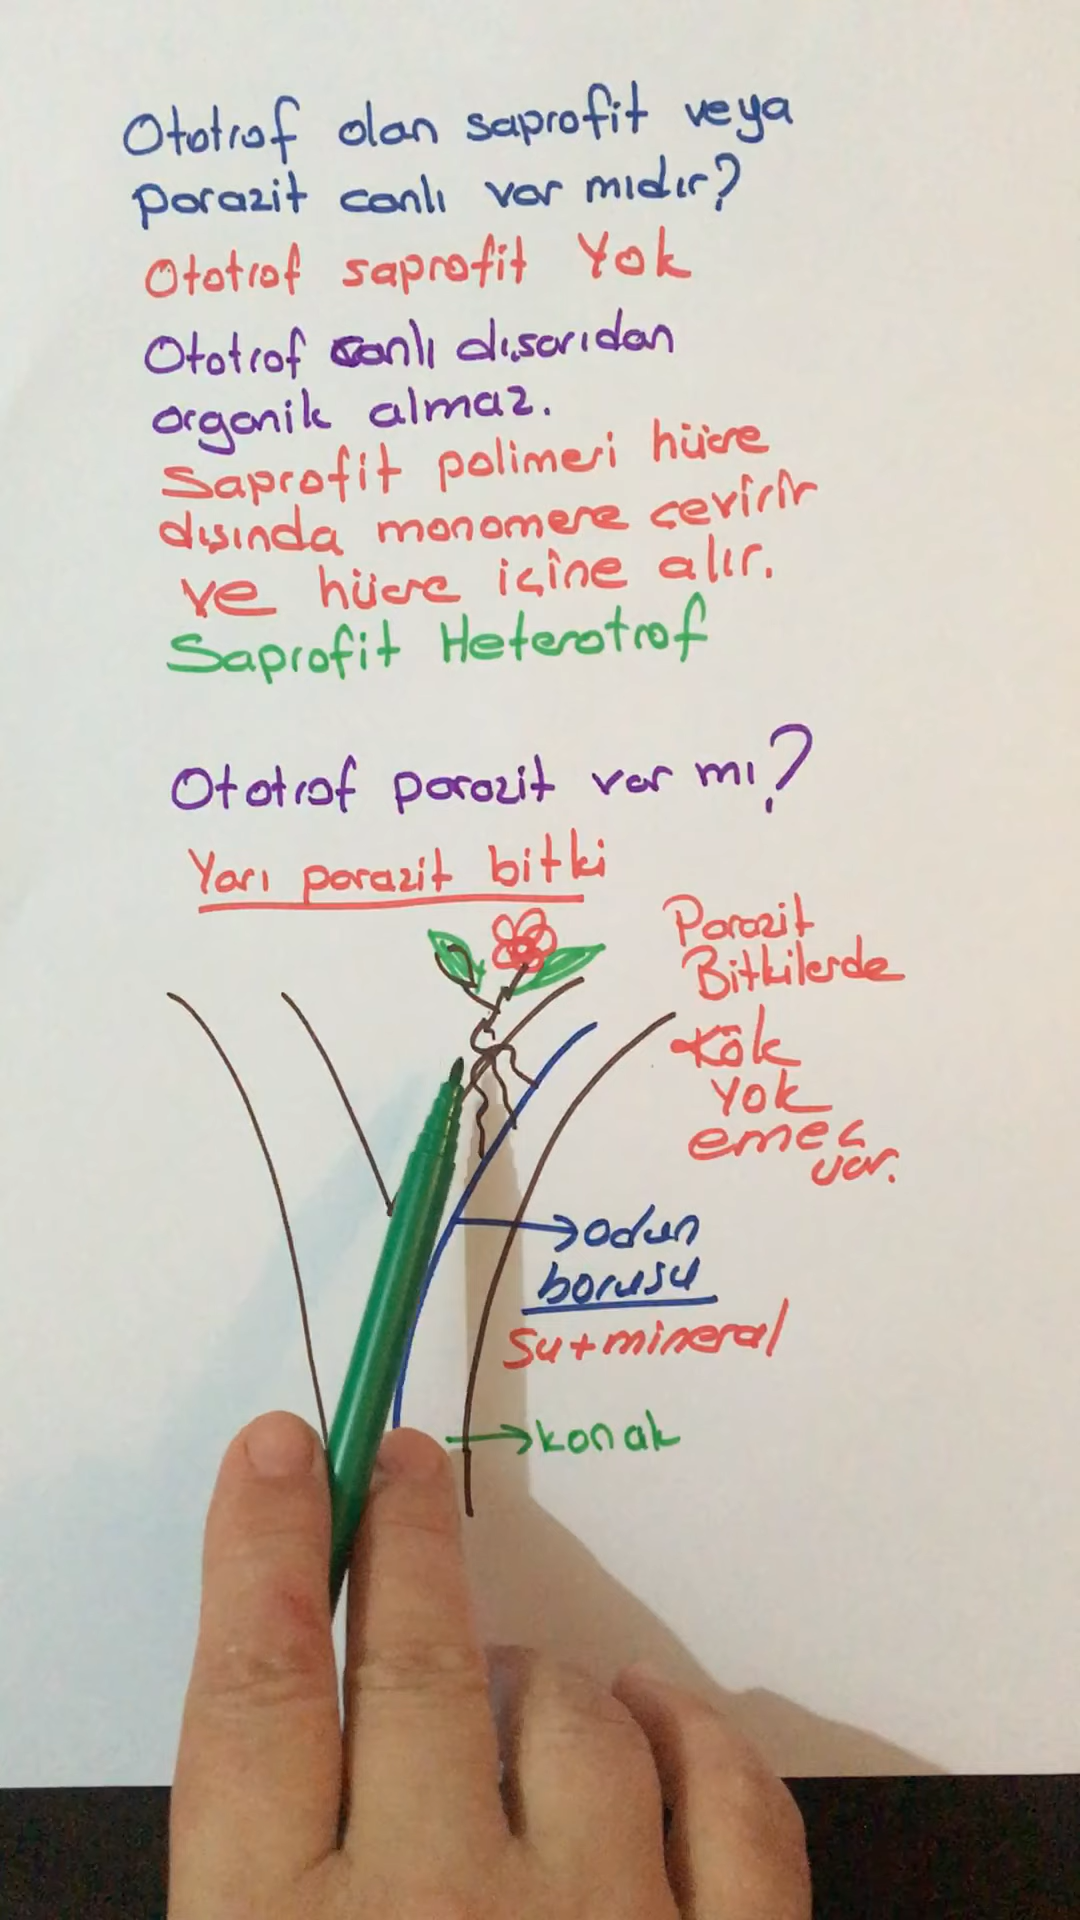 Ototrof olan saprofit veya
parazit canlı var mıdır?
Ototrof saprofit Yok
Ototrof canlı dışarıdan
organik almaz.
Saprofit polimeri hücre
dışında monomere çevirir
ve hücre içine alır.
Saprofit Heterotrof
Ototrof parazit var mı?
Yarı parazit bitki
Parazit
Bitkilerde
Kök
Yok
emeç
var.
odun
borusu
Su+mineral
konak